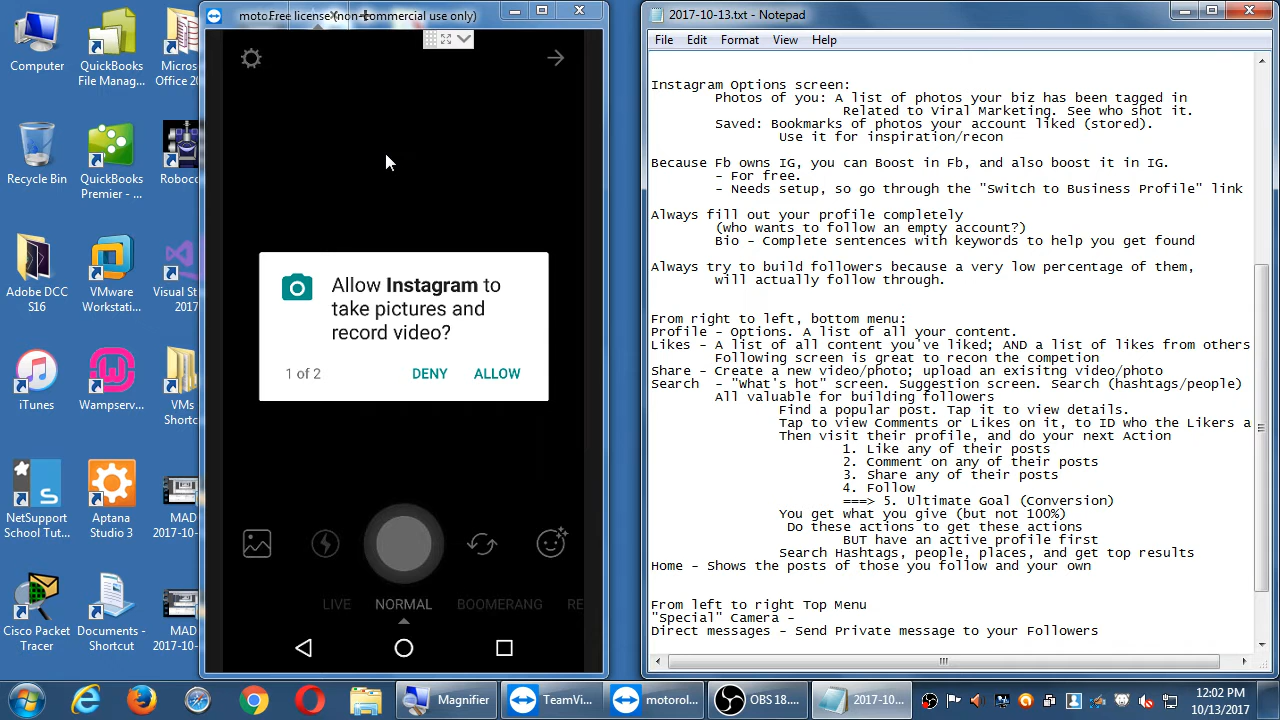 Computer
QuickBooks
File Manag...
Micros
Office 20
Recycle Bin
QuickBooks
Premier - ...
Roboco
Adobe DCC
S16
VMware
Workstati...
Visual St
2017
iTunes
Wampserv...
VMs
Shortc
NetSupport
School Tut...
Aptana
Studio 3
MAD
2017-10-
Cisco Packet
Tracer
Documents -
Shortcut
MAD
2017-10-
moto
Free license (non-commercial use only)
Allow Instagram to
take pictures and
record video?
1 of 2
DENY
ALLOW
LIVE
NORMAL
BOOMERANG
RE
2017-10-13.txt - Notepad
File Edit Format View Help
Instagram Options screen:
Photos of you: A list of photos your biz has been tagged in
Related to Viral Marketing. See who shot it.
Saved: Bookmarks of photos your account liked (stored).
Use it for inspiration/recon
Because Fb owns IG, you can Boost in Fb, and also boost it in IG.
- For free.
- Needs setup, so go through the "Switch to Business Profile" link
Always fill out your profile completely
(who wants to follow an empty account?)
Bio - Complete sentences with keywords to help you get found
Always try to build followers because a very low percentage of them,
will actually follow through.
From right to left, bottom menu:
Profile - Options. A list of all your content.
Likes - A list of all content you've liked; AND a list of likes from others
Following screen is great to recon the competion
Share - Create a new video/photo; upload an exisitng video/photo
Search - "What's hot" screen. Suggestion screen. Search (hashtags/people)
All valuable for building followers
Find a popular post. Tap it to view details.
Tap to view Comments or Likes on it, to ID who the Likers a
Then visit their profile, and do your next Action
1. Like any of their posts
2. Comment on any of their posts
3. Share any of their posts
4. Follow
===> 5. Ultimate Goal (Conversion)
You get what you give (but not 100%)
Do these actions to get these actions
BUT have an active profile first
Search Hashtags, people, places, and get top results
Home - Shows the posts of those you follow and your own
From left to right Top Menu
"Special" Camera -
Direct messages - Send Private message to your Followers
Magnifier
TeamVi...
motorol...
OBS 18....
2017-10...
12:02 PM
10/13/2017